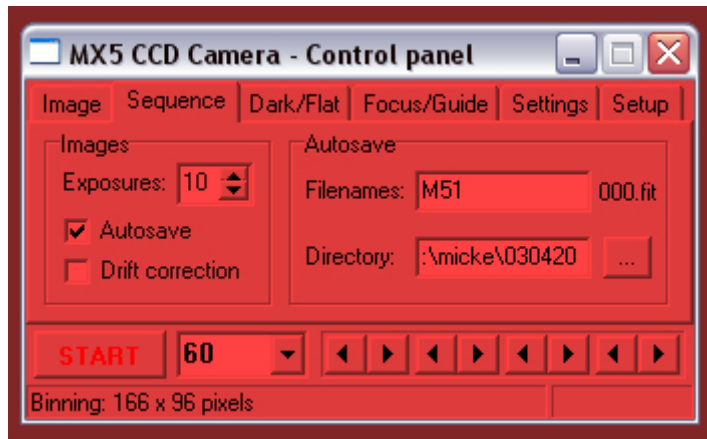 MX5 CCD Camera - Control panel
Image Sequence Dark/Flat Focus/Guide Settings Setup
Images
Exposures: 10
Autosave
Drift correction
Autosave
Filenames: M51 000.fit
Directory: :\micke\030420 ...
START 60
Binning: 166 x 96 pixels